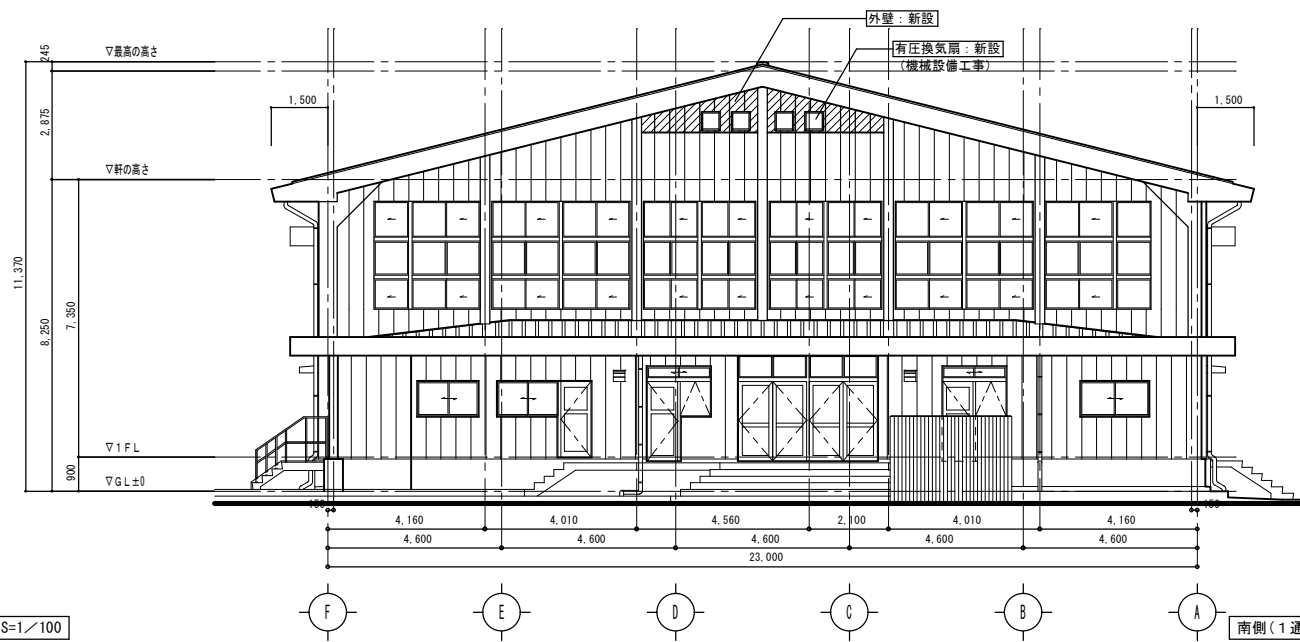 外壁：新設
有圧換気扇：新設
(機械設備工事)
▽最高の高さ
245
1,500
1,500
2,875
▽軒の高さ
11,370
8,250
7,350
▽1FL
900
▽GL±0
150
150
4,160
4,010
4,560
2,100
4,010
4,160
4,600
4,600
4,600
4,600
4,600
23,000
F
E
D
C
B
A
S=1/100
南側(1通